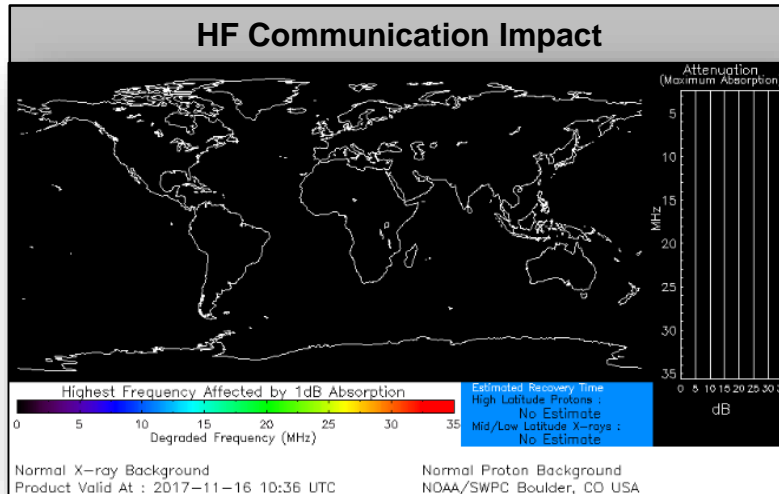 HF Communication Impact
Attenuation
(Maximum Absorption
5
10
15
20
25
30
35
MHz
0 5 10 15 20 25 30
dB
Highest Frequency Affected by 1dB Absorption
0 5 10 15 20 25 30 35
Degraded Frequency (MHz)
Estimated Recovery Time
High Latitude Protons :
No Estimate
Mid/Low Latitude X-rays :
No Estimate
Normal X-ray Background
Product Valid At : 2017-11-16 10:36 UTC
Normal Proton Background
NOAA/SWPC Boulder, CO USA